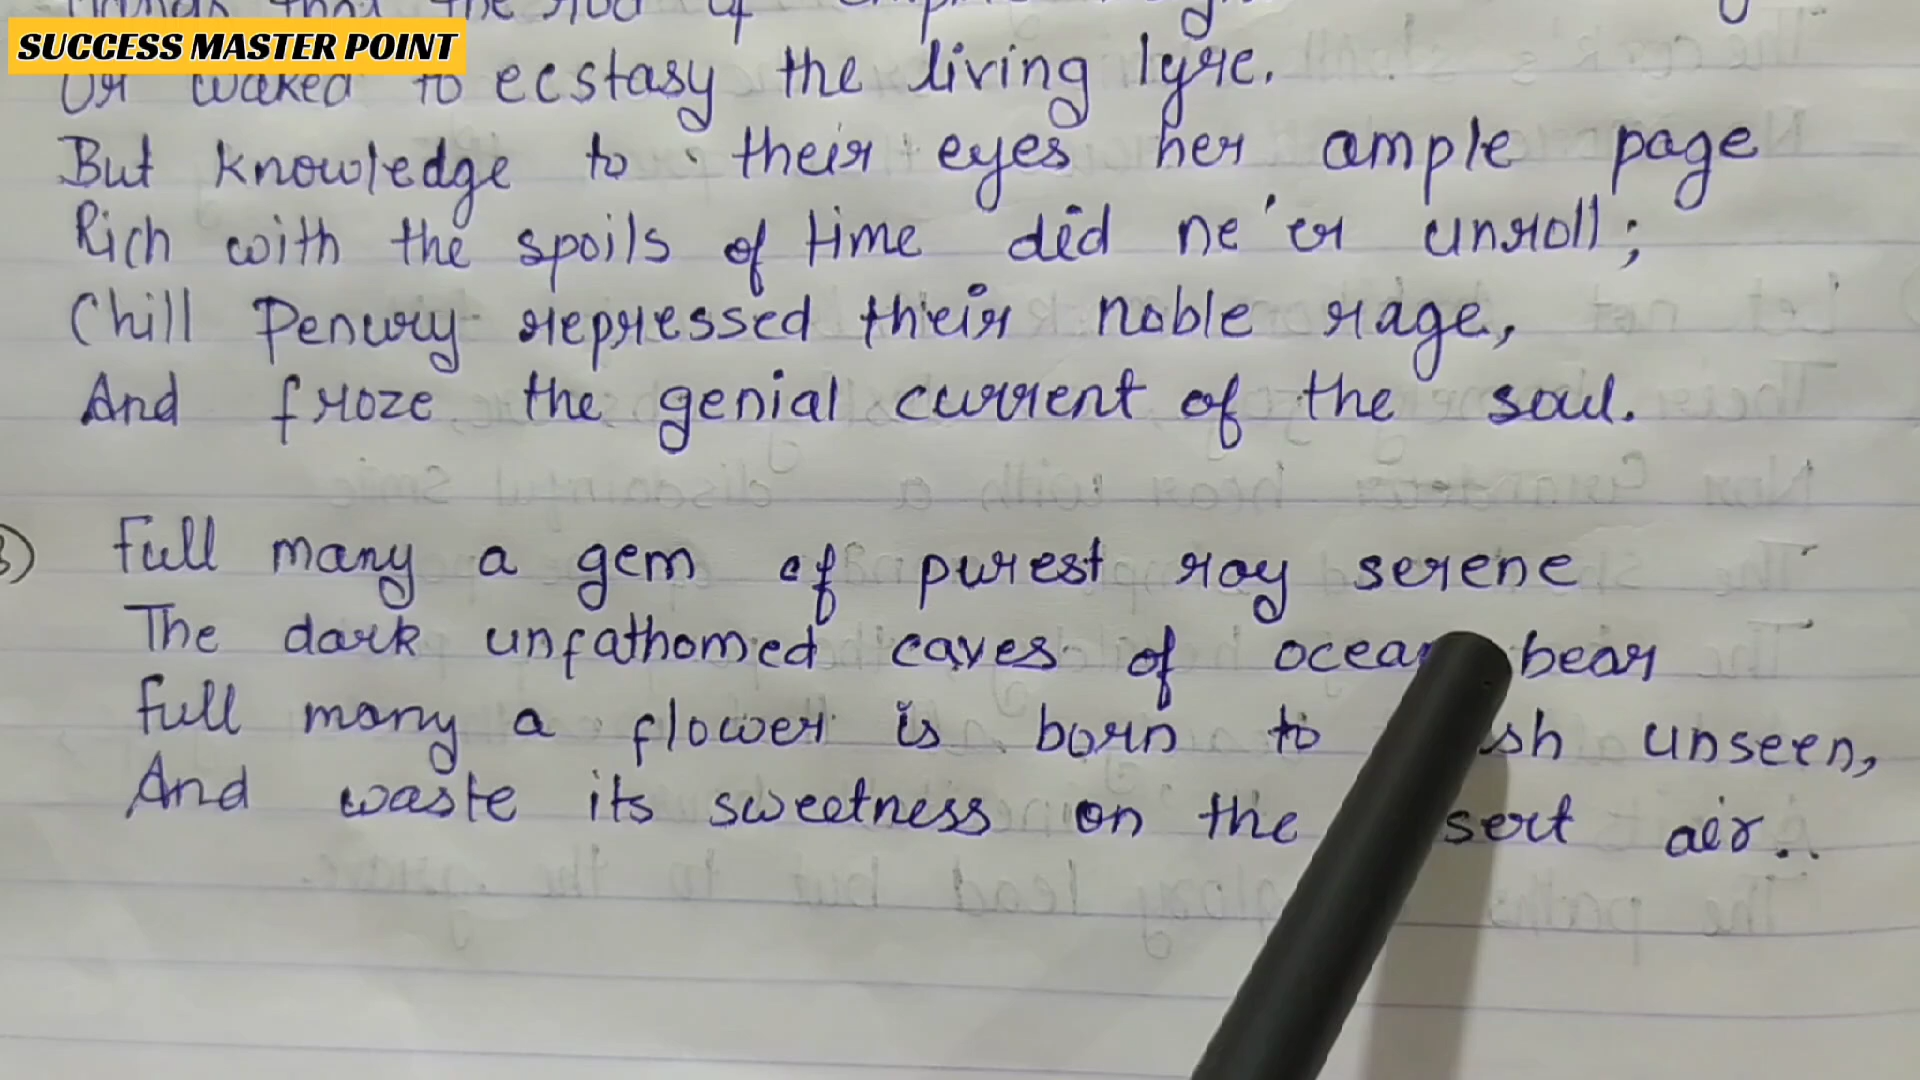 SUCCESS MASTER POINT
Or waked to ecstasy the living lyre.
But knowledge to their eyes her ample page
Rich with the spoils of time did ne'er unroll;
Chill Penury repressed their noble rage,
And froze the genial current of the soul.
Full many a gem of purest ray serene
The dark unfathomed caves of ocean bear
Full many a flower is born to unseen,
And waste its sweetness on the air..